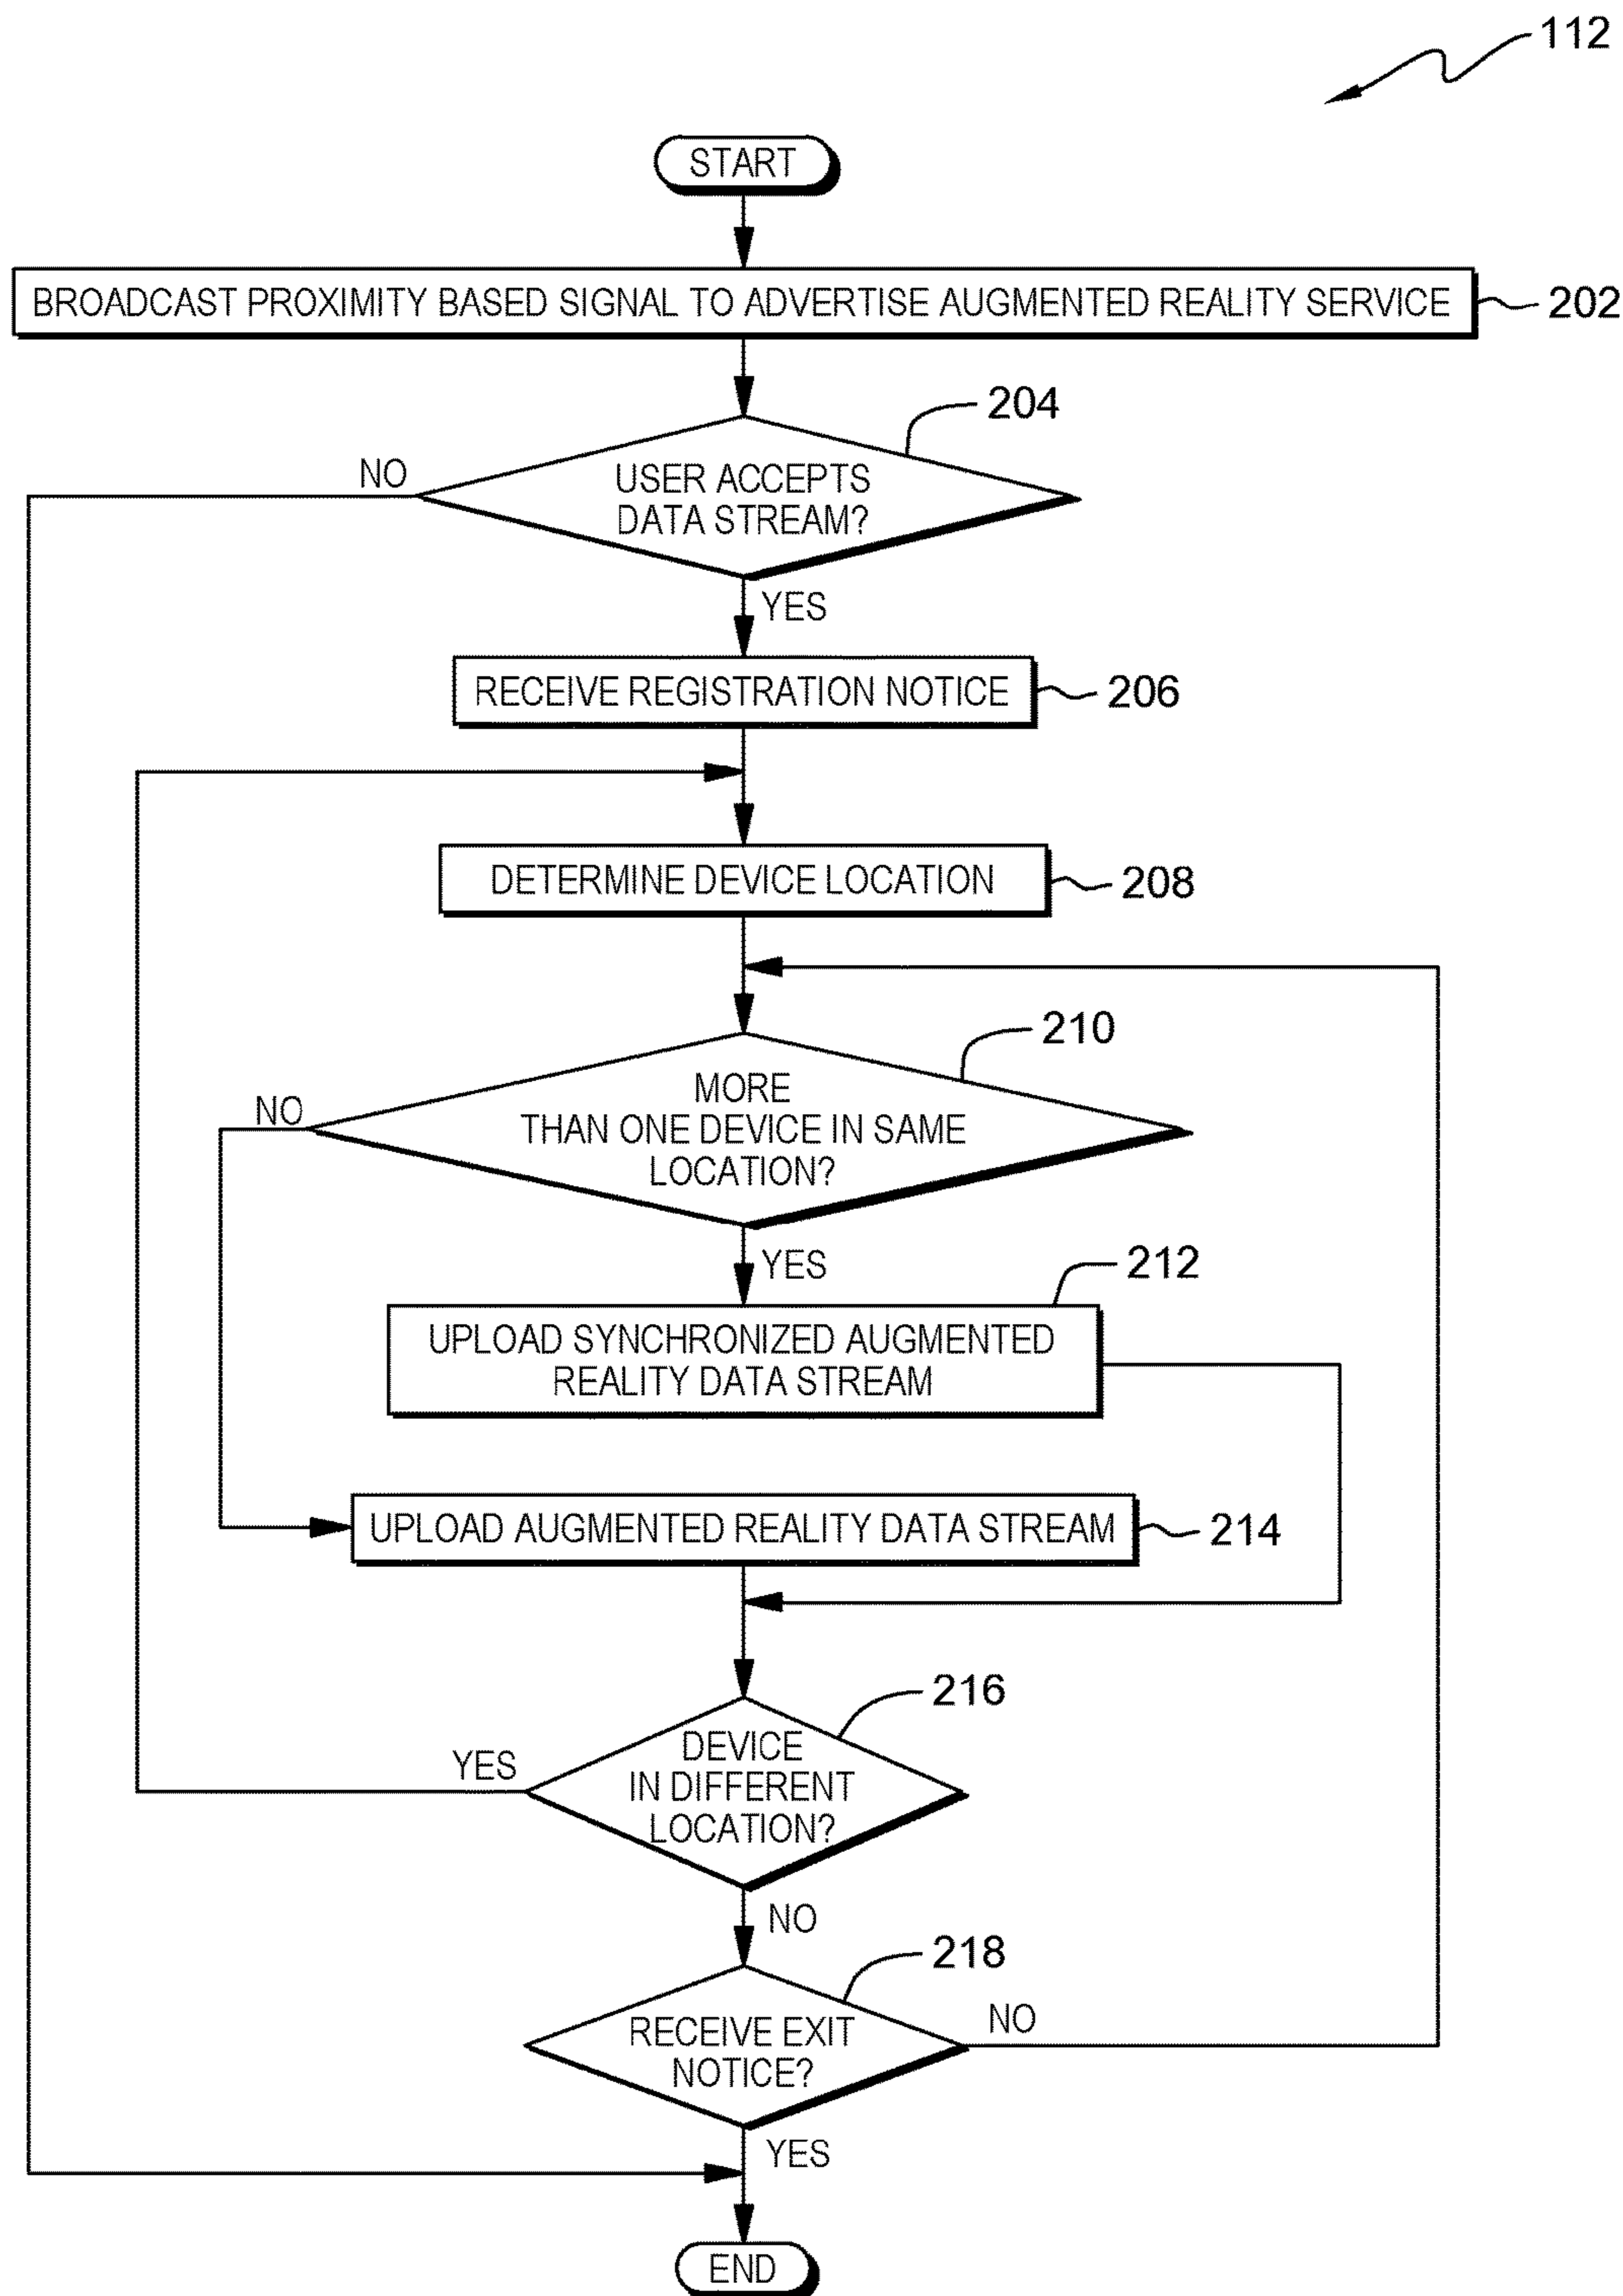 112
START
BROADCAST PROXIMITY BASED SIGNAL TO ADVERTISE AUGMENTED REALITY SERVICE
202
204
NO
USER ACCEPTS
DATA STREAM?
YES
RECEIVE REGISTRATION NOTICE
206
DETERMINE DEVICE LOCATION
208
210
MORE
NO
THAN ONE DEVICE IN SAME
LOCATION?
YES
212
UPLOAD SYNCHRONIZED AUGMENTED
REALITY DATA STREAM
UPLOAD AUGMENTED REALITY DATA STREAM
214
216
DEVICE
YES
IN DIFFERENT
LOCATION?
NO
218
RECEIVE EXIT
NOTICE?
NO
YES
END